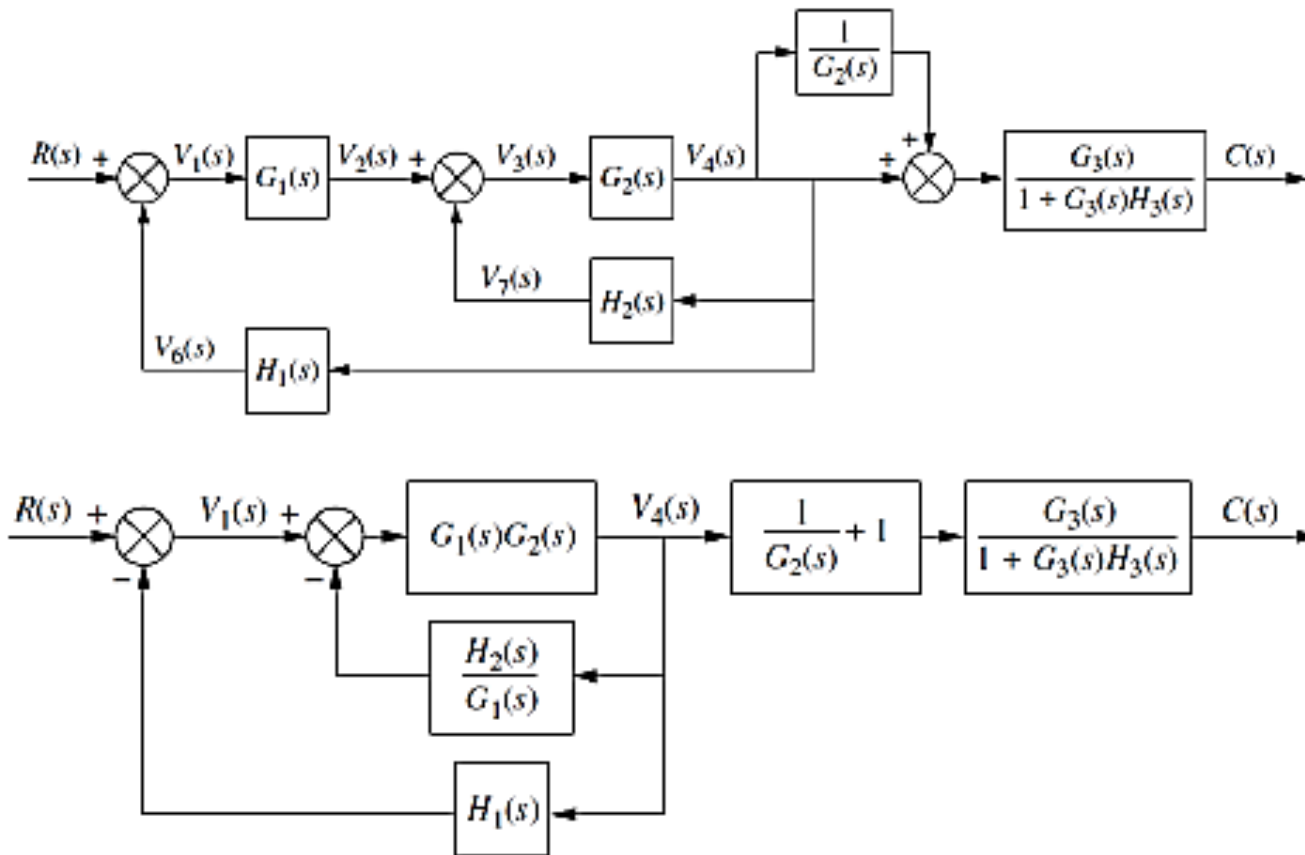 1
G₂(s)
R(s) + V₁(s) G₁(s) V₂(s) + V₃(s) G₂(s) V₄(s) + + G₃(s) C(s)
1 + G₃(s)H₃(s)
V₇(s) H₂(s)
V₆(s) H₁(s)
R(s) + V₁(s) + G₁(s)G₂(s) V₄(s) 1 + 1 G₃(s) C(s)
G₂(s) 1 + G₃(s)H₃(s)
− −
H₂(s)
G₁(s)
H₁(s)